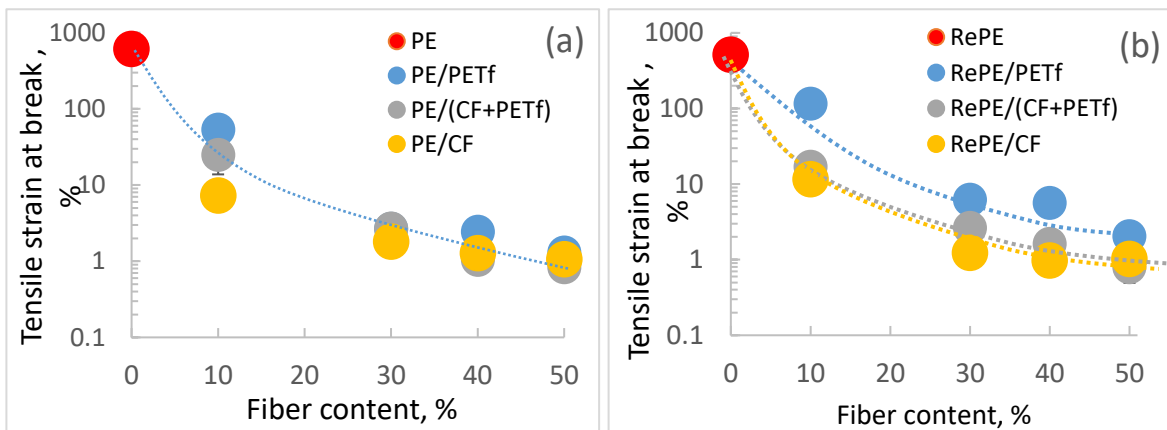 Tensile strain at break ,
%
1000
100
10
1
0.1
0
10
20
30
40
50
Fiber content, %
(a)
PE
PE/PETf
PE/(CF+PETf)
PE/CF
Tensile strain at break ,
%
1000
100
10
1
0.1
0
10
20
30
40
50
Fiber content, %
(b)
RePE
RePE/PETf
RePE/(CF+PETf)
RePE/CF